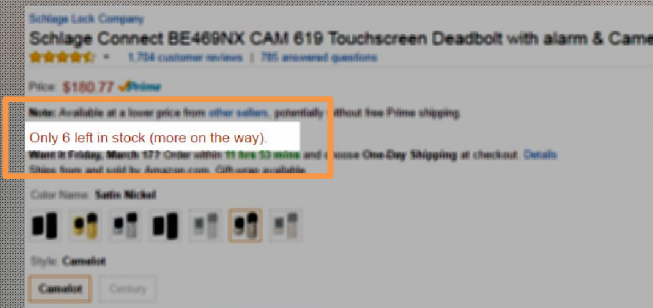 Schlage Lock Company
Schlage Connect BE469NX CAM 619 Touchscreen Deadbolt with alarm & Came
1,704 customer reviews | 785 answered questions
Price: $180.77 Prime
Note: Available at a lower price from other sellers, potentially without free Prime shipping.
Only 6 left in stock (more on the way).
Want it Friday, March 17? Order within 11 hrs 53 mins and choose One-Day Shipping at checkout. Details
Ships from and sold by Amazon.com. Gift-wrap available.
Color Name: Satin Nickel
Style: Camelot
Camelot Century